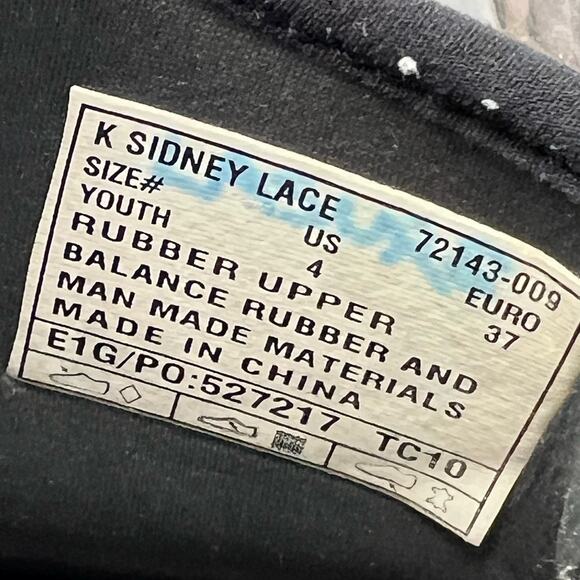 K SIDNEY LACE 72143-009
SIZE# US EURO
YOUTH 4 37
RUBBER UPPER
BALANCE RUBBER AND
MAN MADE MATERIALS
MADE IN CHINA
E1G/PO:527217 TC10